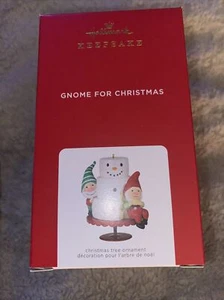 Hallmark
KEEPSAKE
GNOME FOR CHRISTMAS
christmas tree ornament
décoration pour l'arbre de noël